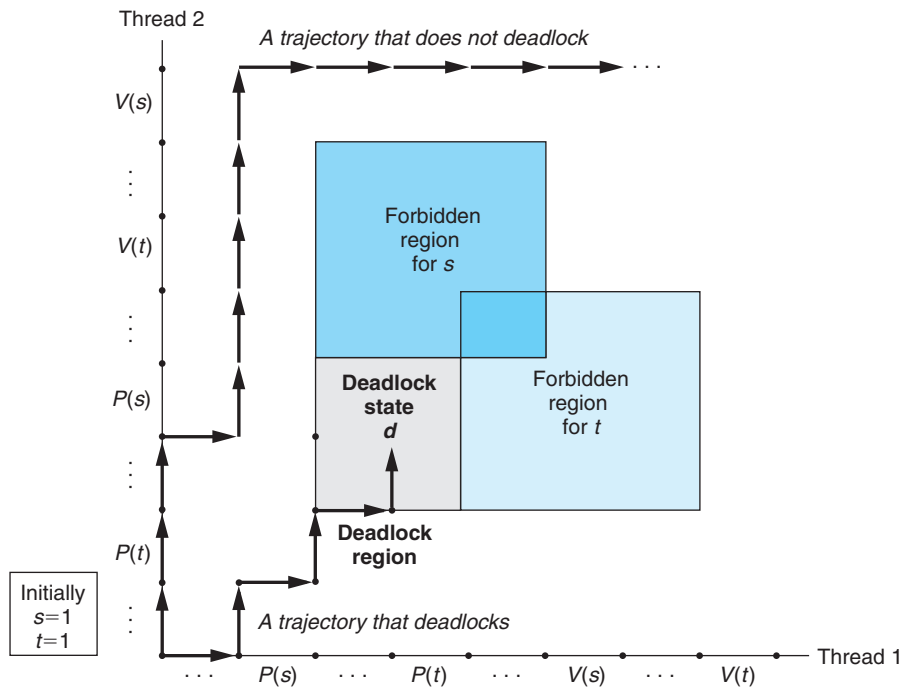 Thread 2
A trajectory that does not deadlock
· · ·
V(s)
· · ·
V(t)
· · ·
P(s)
· · ·
P(t)
· · ·
Forbidden
region
for s
Forbidden
region
for t
Deadlock
state
d
Deadlock
region
Initially
s=1
t=1
A trajectory that deadlocks
Thread 1
· · · P(s) · · · P(t) · · · V(s) · · · V(t)